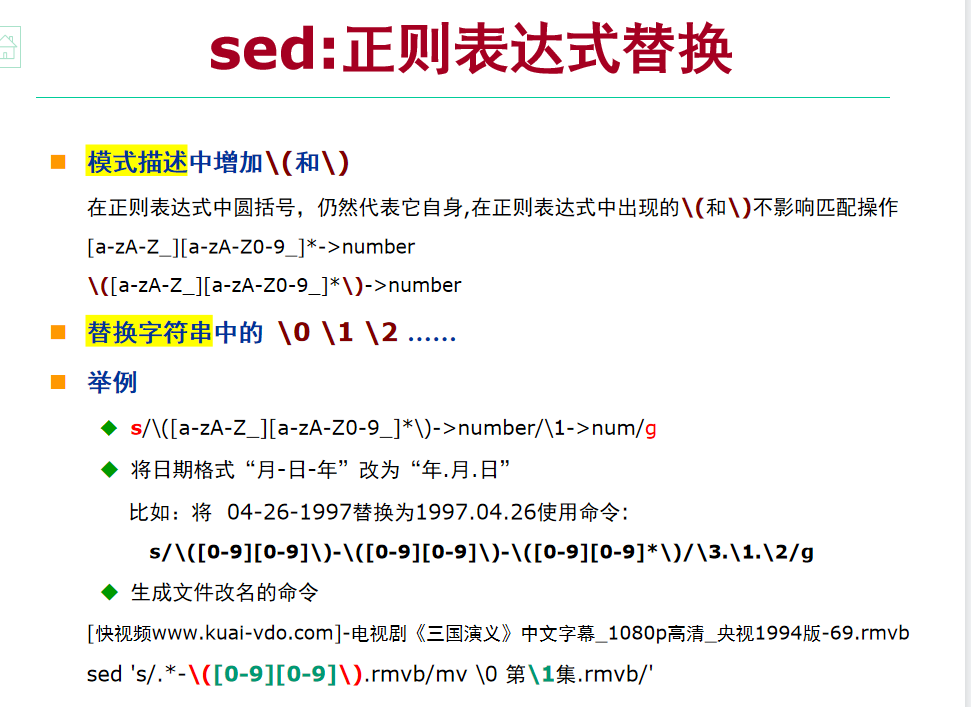 sed:正则表达式替换
模式描述中增加\(和\)
在正则表达式中圆括号，仍然代表它自身,在正则表达式中出现的\(和\)不影响匹配操作
[a-zA-Z_][a-zA-Z0-9_]*->number
\([a-zA-Z_][a-zA-Z0-9_]*\)->number
替换字符串中的 \0 \1 \2 ……
举例
s/\([a-zA-Z_][a-zA-Z0-9_]*\)->number/\1->num/g
将日期格式“月-日-年”改为“年.月.日”
比如：将 04-26-1997替换为1997.04.26使用命令：
s/\([0-9][0-9]\)-\([0-9][0-9]\)-\([0-9][0-9]*\)/\3.\1.\2/g
生成文件改名的命令
[快视频www.kuai-vdo.com]-电视剧《三国演义》中文字幕_1080p高清_央视1994版-69.rmvb
sed 's/.*-\([0-9][0-9]\).rmvb/mv \0 第\1集.rmvb/'